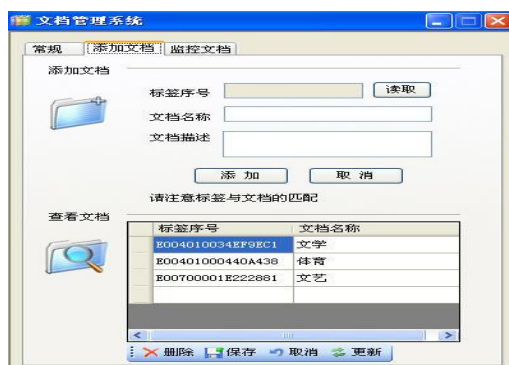 文档管理系统
常规 添加文档 监控文档
添加文档
标签序号 读取
文档名称
文档描述
添 加 取 消
请注意标签与文档的匹配
查看文档
标签序号 文档名称
E004010034EF9EC1 文学
E00401000440A438 体育
E00700001E222881 文艺
删除 保存 取消 更新